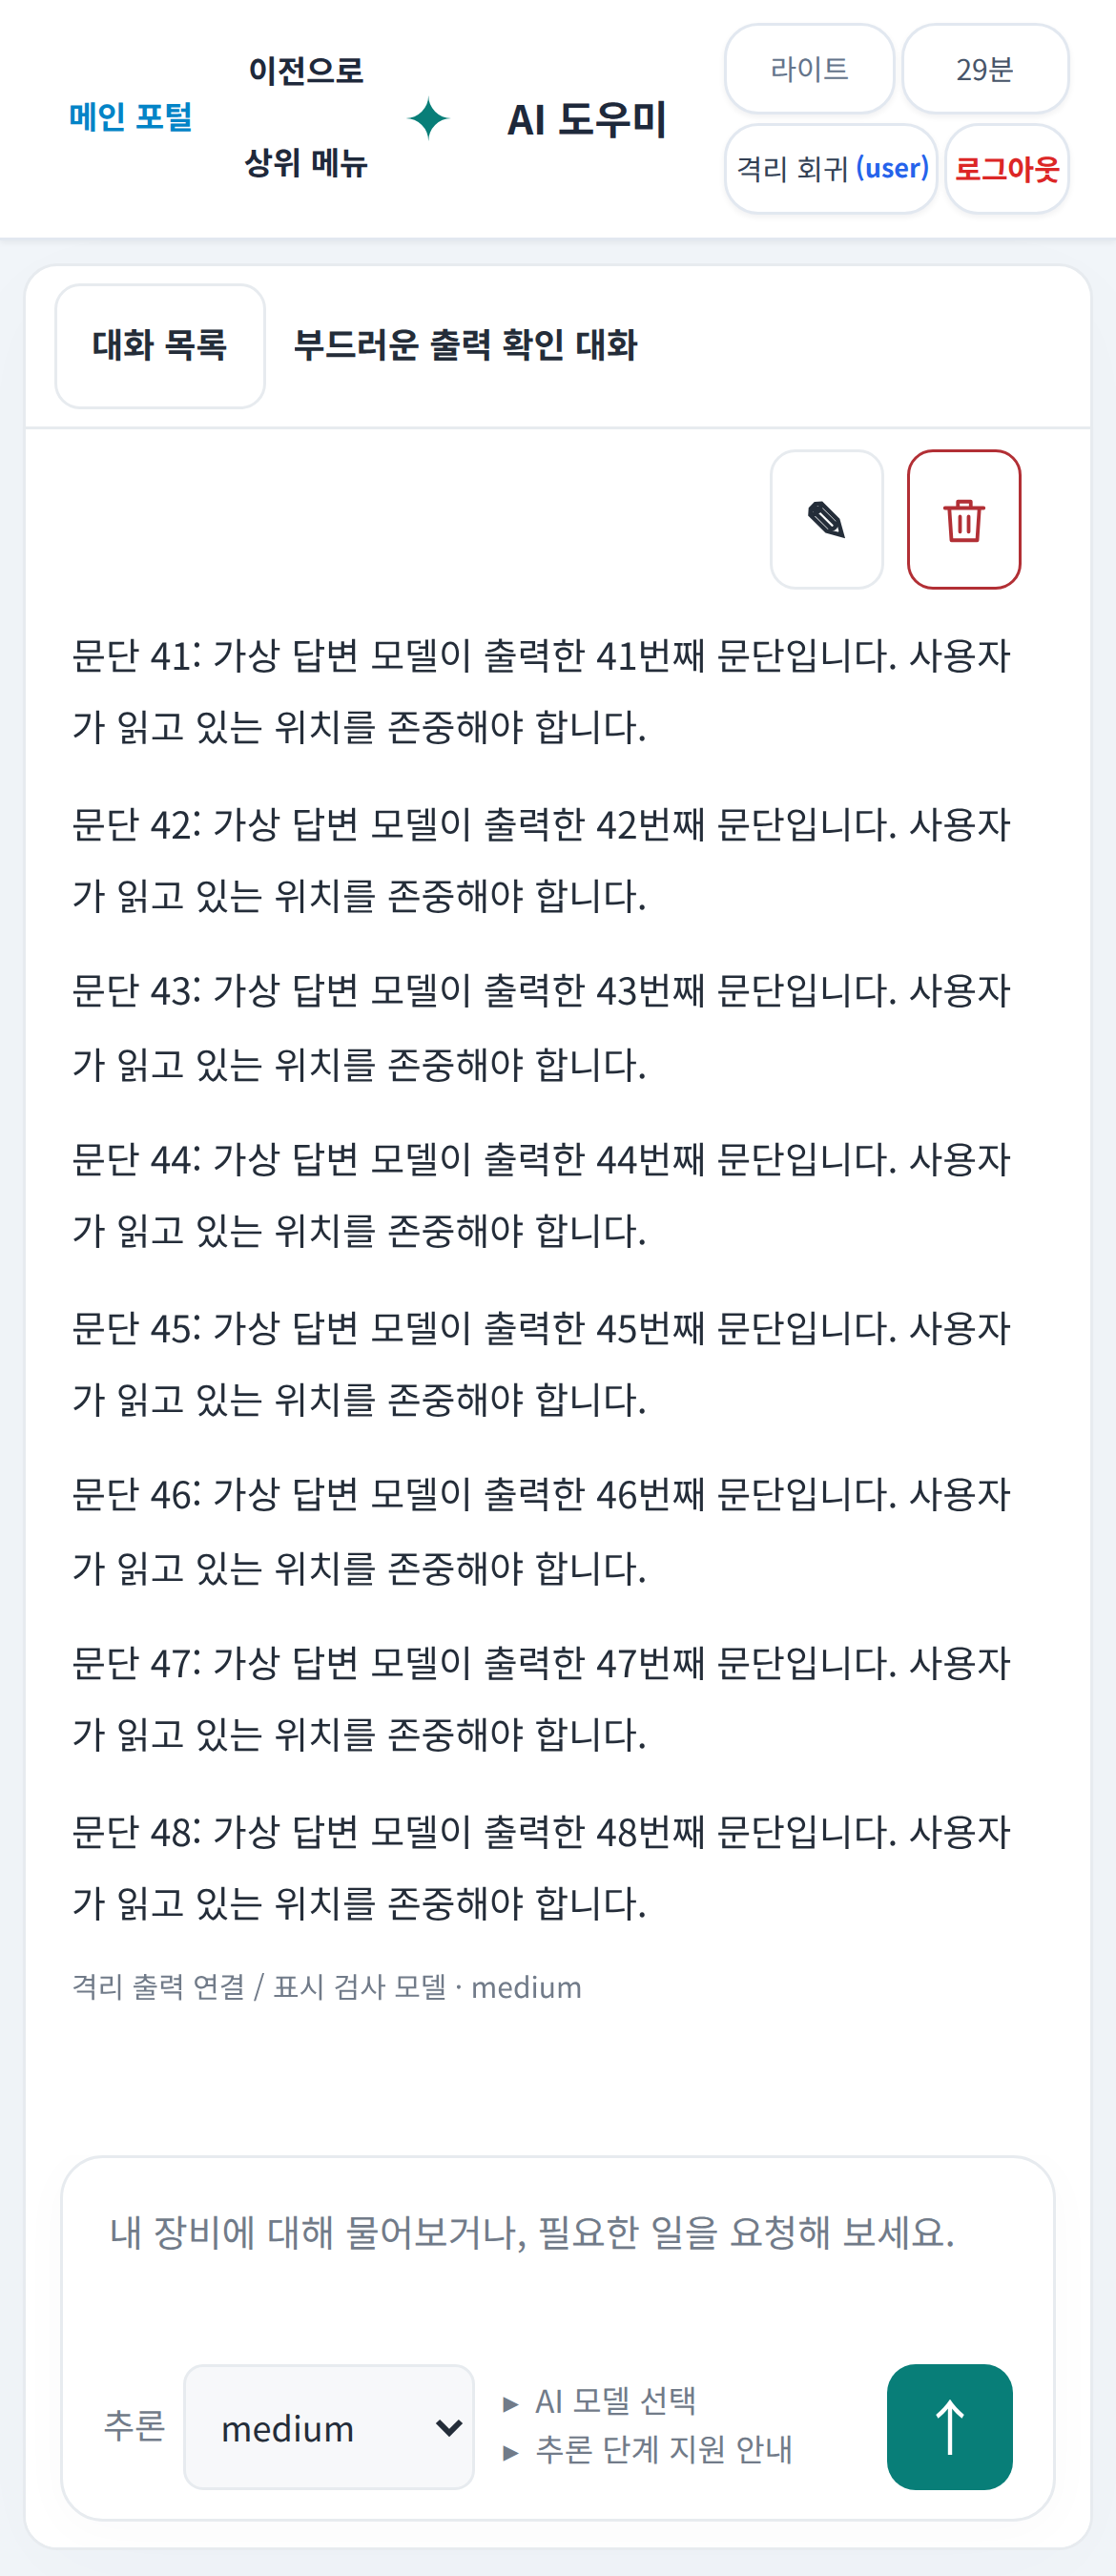 메인 포털
이전으로
상위 메뉴
AI 도우미
라이트
29분
격리 회귀 (user)
로그아웃
대화 목록
부드러운 출력 확인 대화
문단 41: 가상 답변 모델이 출력한 41번째 문단입니다. 사용자
가 읽고 있는 위치를 존중해야 합니다.
문단 42: 가상 답변 모델이 출력한 42번째 문단입니다. 사용자
가 읽고 있는 위치를 존중해야 합니다.
문단 43: 가상 답변 모델이 출력한 43번째 문단입니다. 사용자
가 읽고 있는 위치를 존중해야 합니다.
문단 44: 가상 답변 모델이 출력한 44번째 문단입니다. 사용자
가 읽고 있는 위치를 존중해야 합니다.
문단 45: 가상 답변 모델이 출력한 45번째 문단입니다. 사용자
가 읽고 있는 위치를 존중해야 합니다.
문단 46: 가상 답변 모델이 출력한 46번째 문단입니다. 사용자
가 읽고 있는 위치를 존중해야 합니다.
문단 47: 가상 답변 모델이 출력한 47번째 문단입니다. 사용자
가 읽고 있는 위치를 존중해야 합니다.
문단 48: 가상 답변 모델이 출력한 48번째 문단입니다. 사용자
가 읽고 있는 위치를 존중해야 합니다.
격리 출력 연결 / 표시 검사 모델 · medium
내 장비에 대해 물어보거나, 필요한 일을 요청해 보세요.
추론
medium
▸ AI 모델 선택
▸ 추론 단계 지원 안내